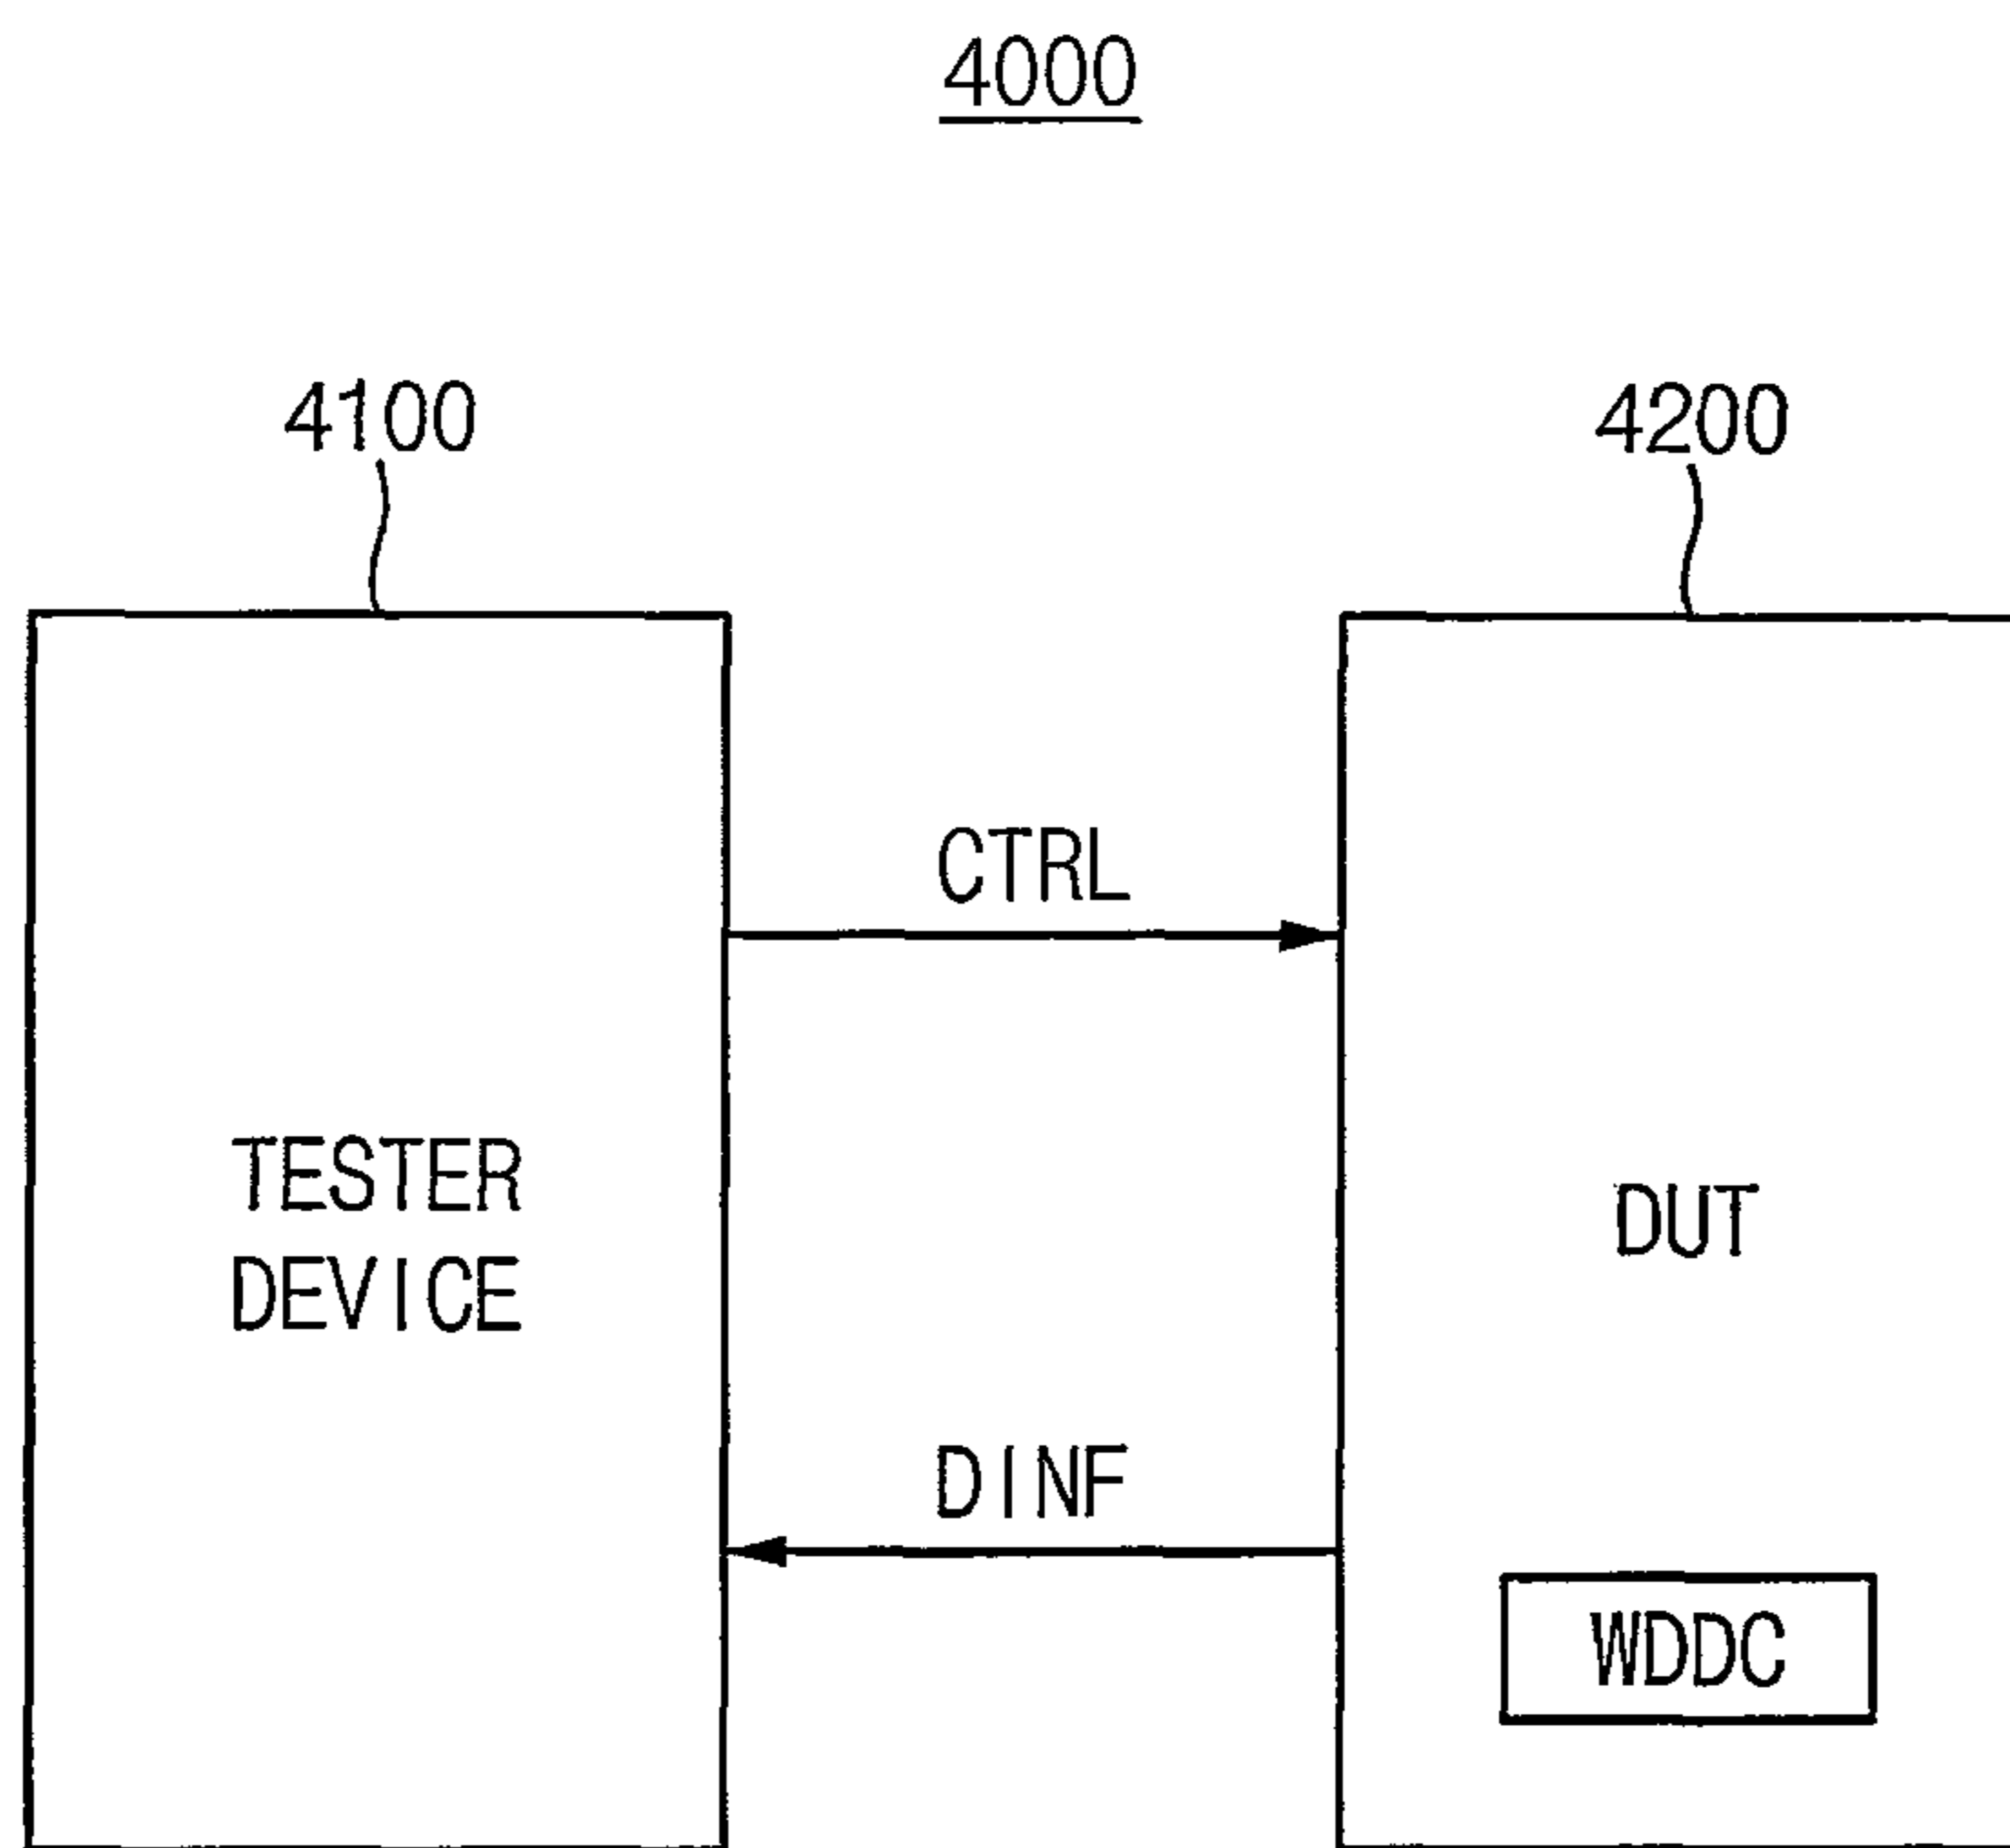 4000
4100
4200
CTRL
TESTER
DEVICE
DUT
DINF
WDDC